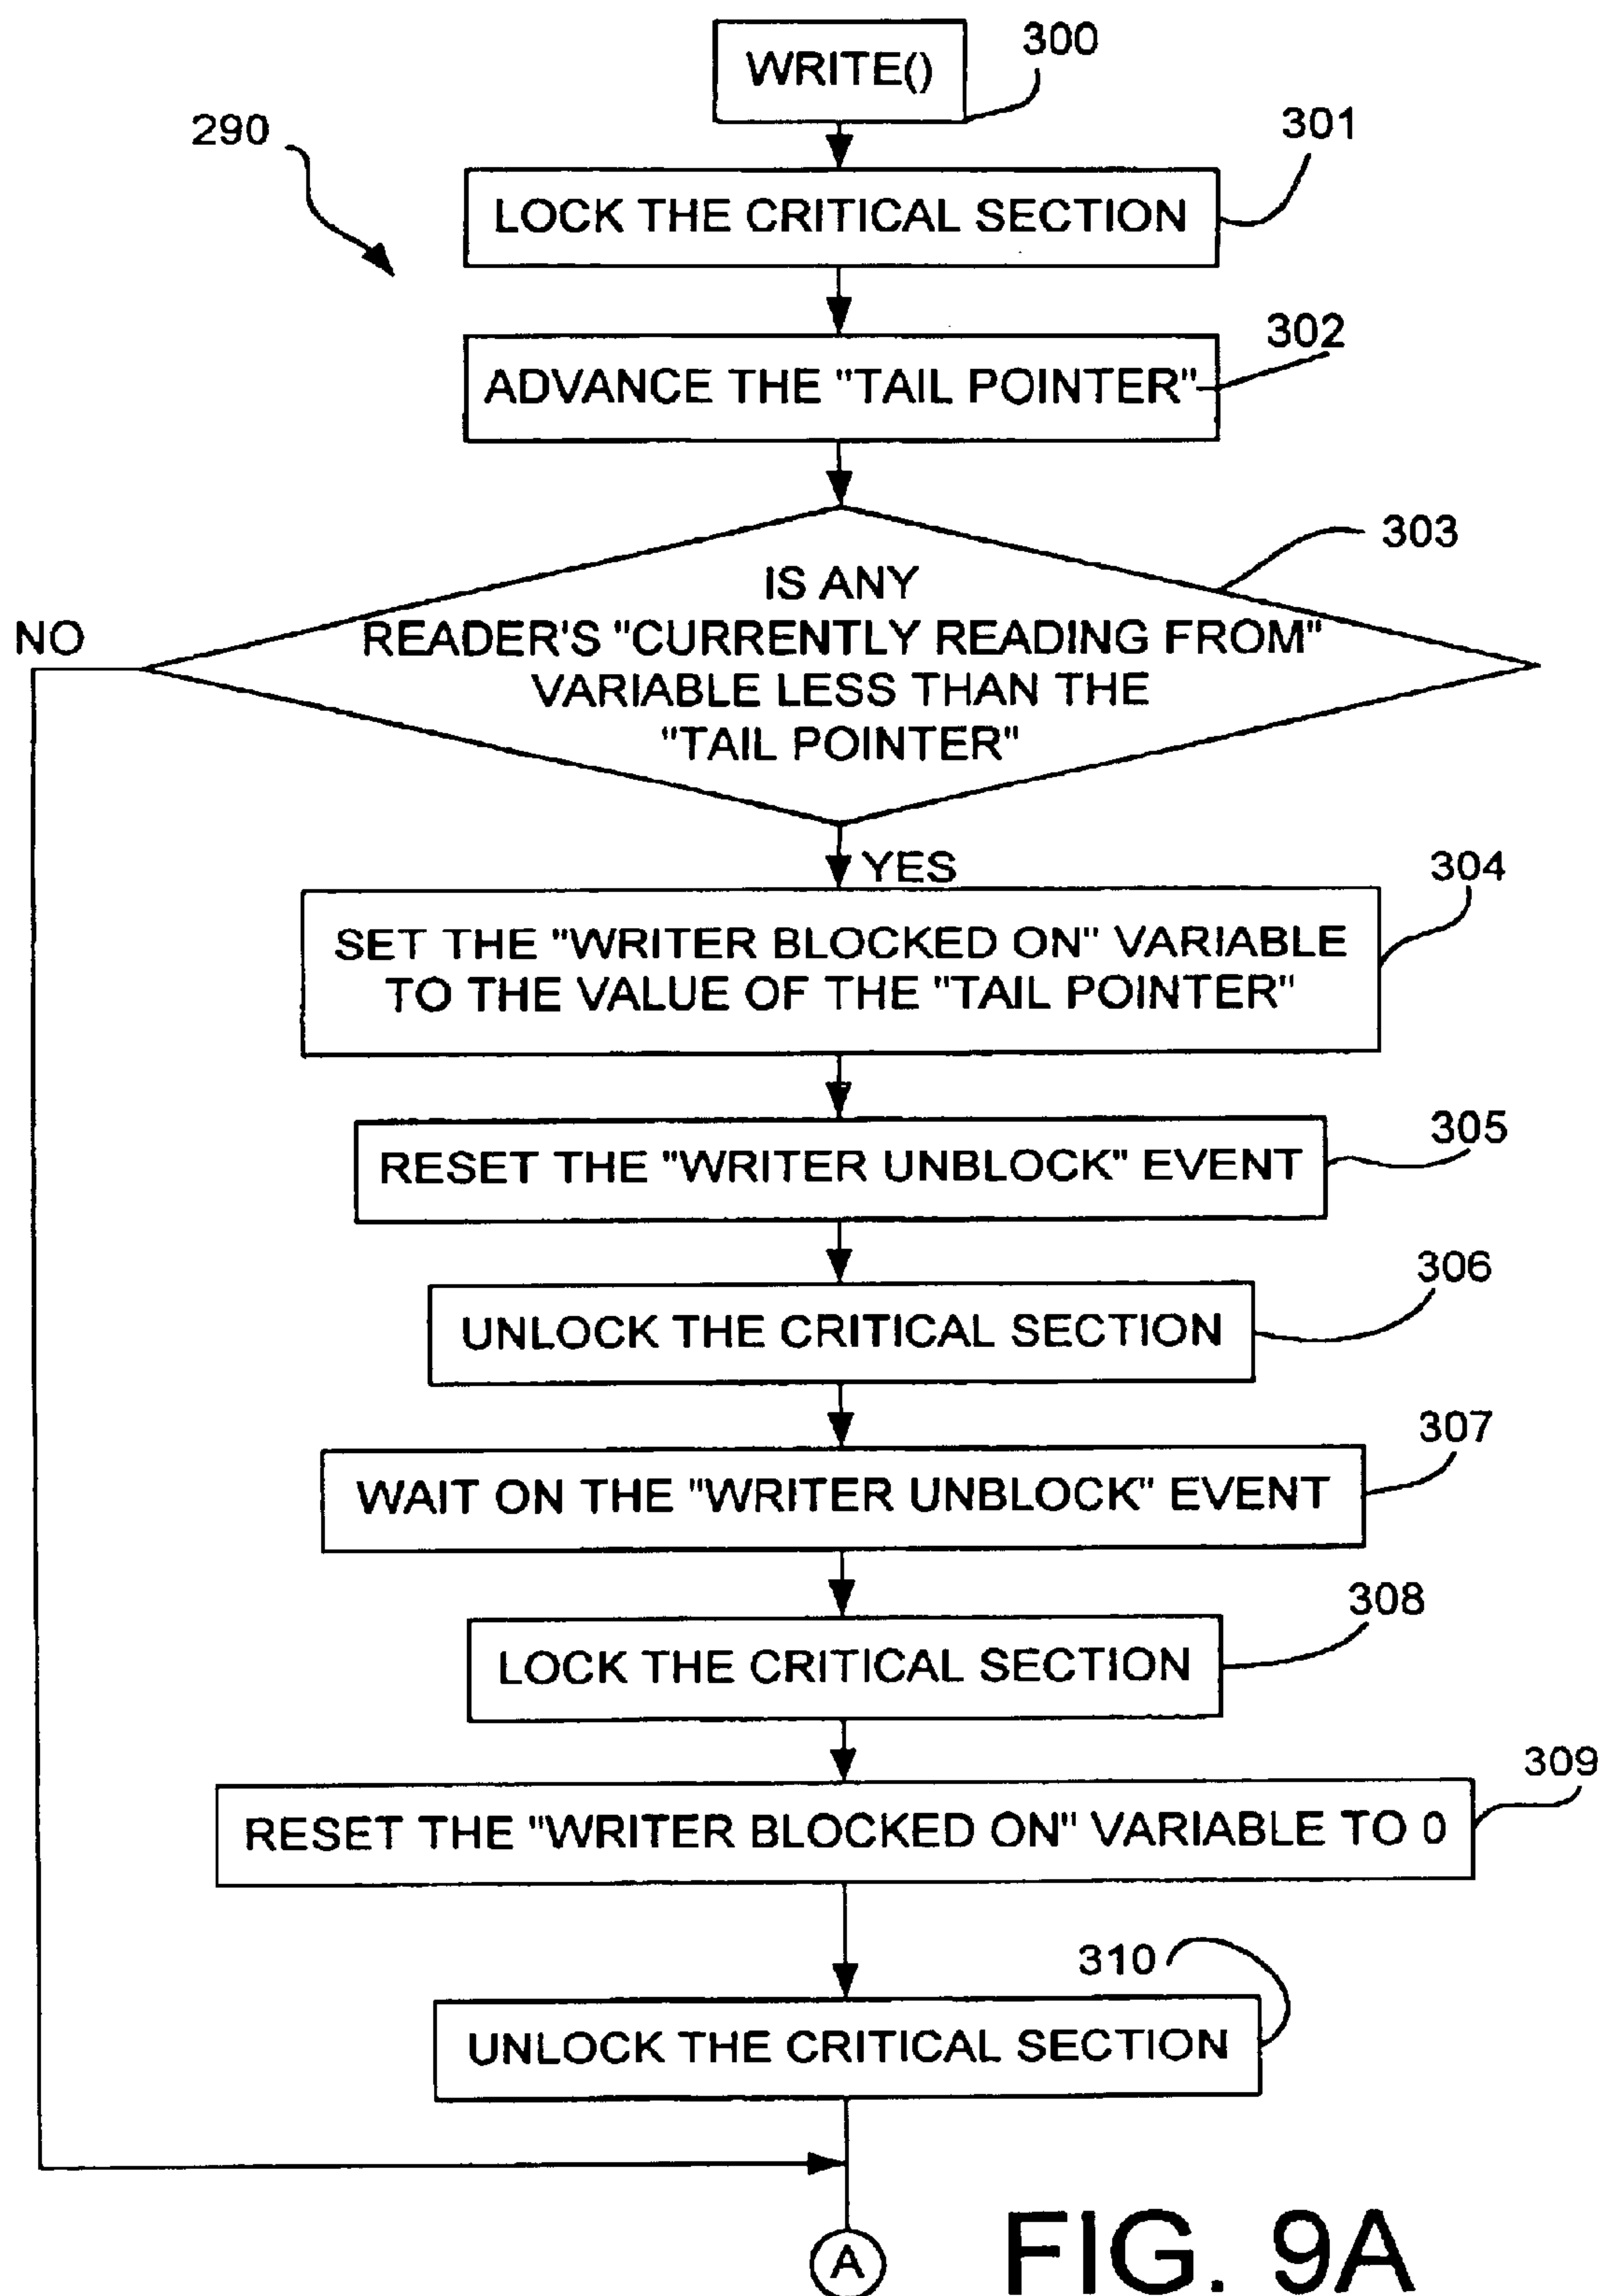 WRITE()
300
290
301
LOCK THE CRITICAL SECTION
302
ADVANCE THE "TAIL POINTER"
303
IS ANY
NO
READER'S "CURRENTLY READING FROM"
VARIABLE LESS THAN THE
"TAIL POINTER"
YES
304
SET THE "WRITER BLOCKED ON" VARIABLE
TO THE VALUE OF THE "TAIL POINTER"
305
RESET THE "WRITER UNBLOCK" EVENT
306
UNLOCK THE CRITICAL SECTION
307
WAIT ON THE "WRITER UNBLOCK" EVENT
308
LOCK THE CRITICAL SECTION
309
RESET THE "WRITER BLOCKED ON" VARIABLE TO 0
310
UNLOCK THE CRITICAL SECTION
A
FIG. 9A